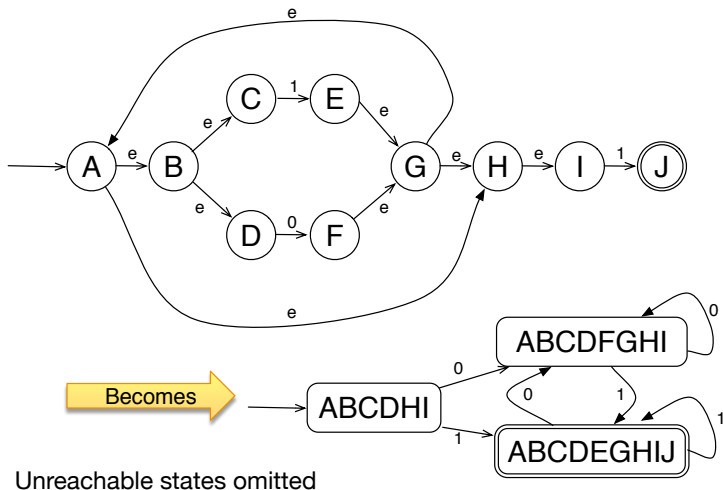 e
C 1 E
e e
A e B G e H e I 1 J
e e
D 0 F
e
ABCDFGHI 0
0
Becomes ABCDHI 0 1
1 ABCDEGHIJ 1
Unreachable states omitted